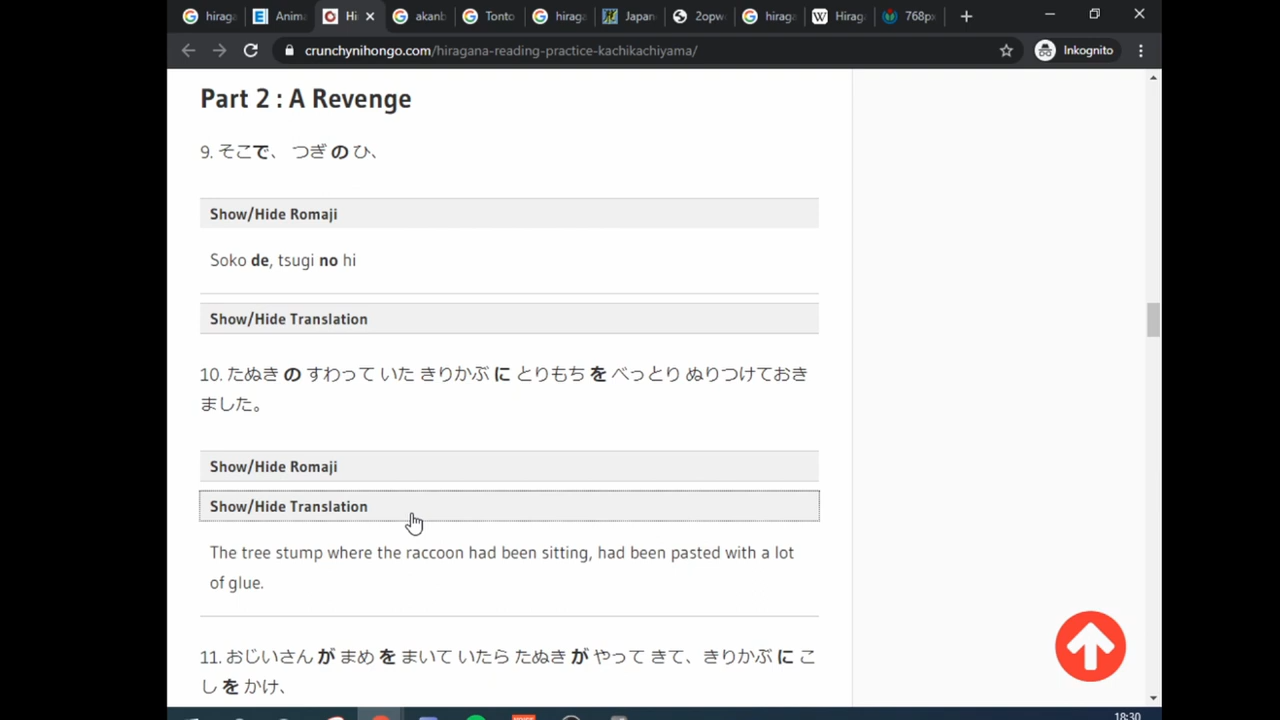 hiraga
Anima
Hi
akanb
Tonto
hiraga
Japan
2opw
hiraga
Hirag
768px
crunchynihongo.com/hiragana-reading-practice-kachikachiyama/
Inkognito
Part 2 : A Revenge
9. そこで、 つぎ の ひ、
Show/Hide Romaji
Soko de, tsugi no hi
Show/Hide Translation
10. たぬき の すわって いた きりかぶ に とりもち を べっとり ぬりつけておき
ました。
Show/Hide Romaji
Show/Hide Translation
The tree stump where the raccoon had been sitting, had been pasted with a lot
of glue.
11. おじいさん が まめ を まいて いたら たぬき が やって きて、きりかぶ に こ
し を かけ、
18:30